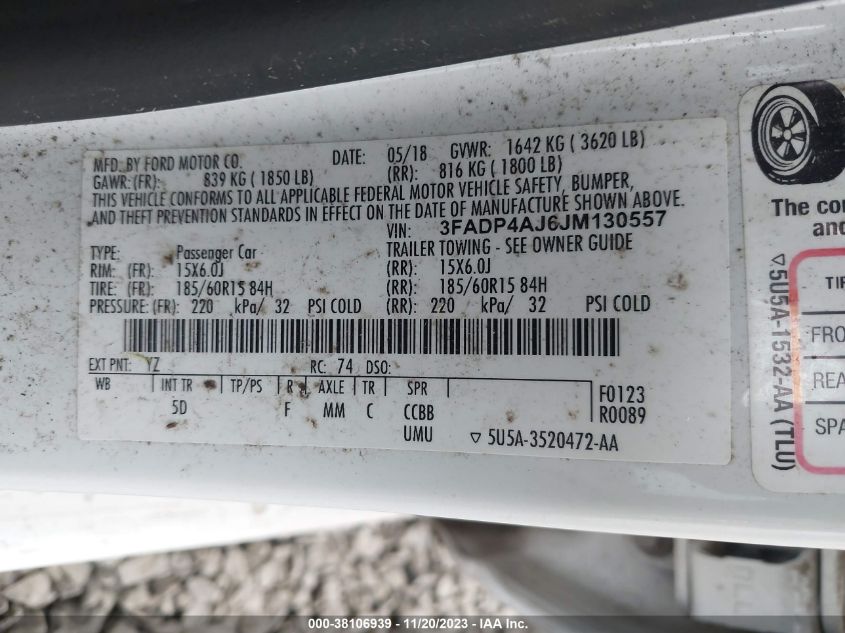 MFD. BY FORD MOTOR CO.
DATE: 05/18 GVWR: 1642 KG ( 3620 LB)
GAWR:(FR): 839 KG ( 1850 LB) (RR): 816 KG ( 1800 LB)
THIS VEHICLE CONFORMS TO ALL APPLICABLE FEDERAL MOTOR VEHICLE SAFETY, BUMPER,
AND THEFT PREVENTION STANDARDS IN EFFECT ON THE DATE OF MANUFACTURE SHOWN ABOVE.
VIN: 3FADP4AJ6JM130557
TYPE: Passenger Car TRAILER TOWING - SEE OWNER GUIDE
RIM: (FR): 15X6.0J (RR): 15X6.0J
TIRE: (FR): 185/60R15 84H (RR): 185/60R15 84H
PRESSURE: (FR): 220 kPa/ 32 PSI COLD (RR): 220 kPa/ 32 PSI COLD
EXT PNT: YZ RC: 74 DSO:
WB INT TR TP/PS R AXLE TR SPR F0123
5D F MM C CCBB R0089
UMU ▽ 5U5A-3520472-AA
▽5U5A-1532-AA (TLU)
The co
and
TI
FRO
REA
SPA
000-38106939 - 11/20/2023 - IAA Inc.